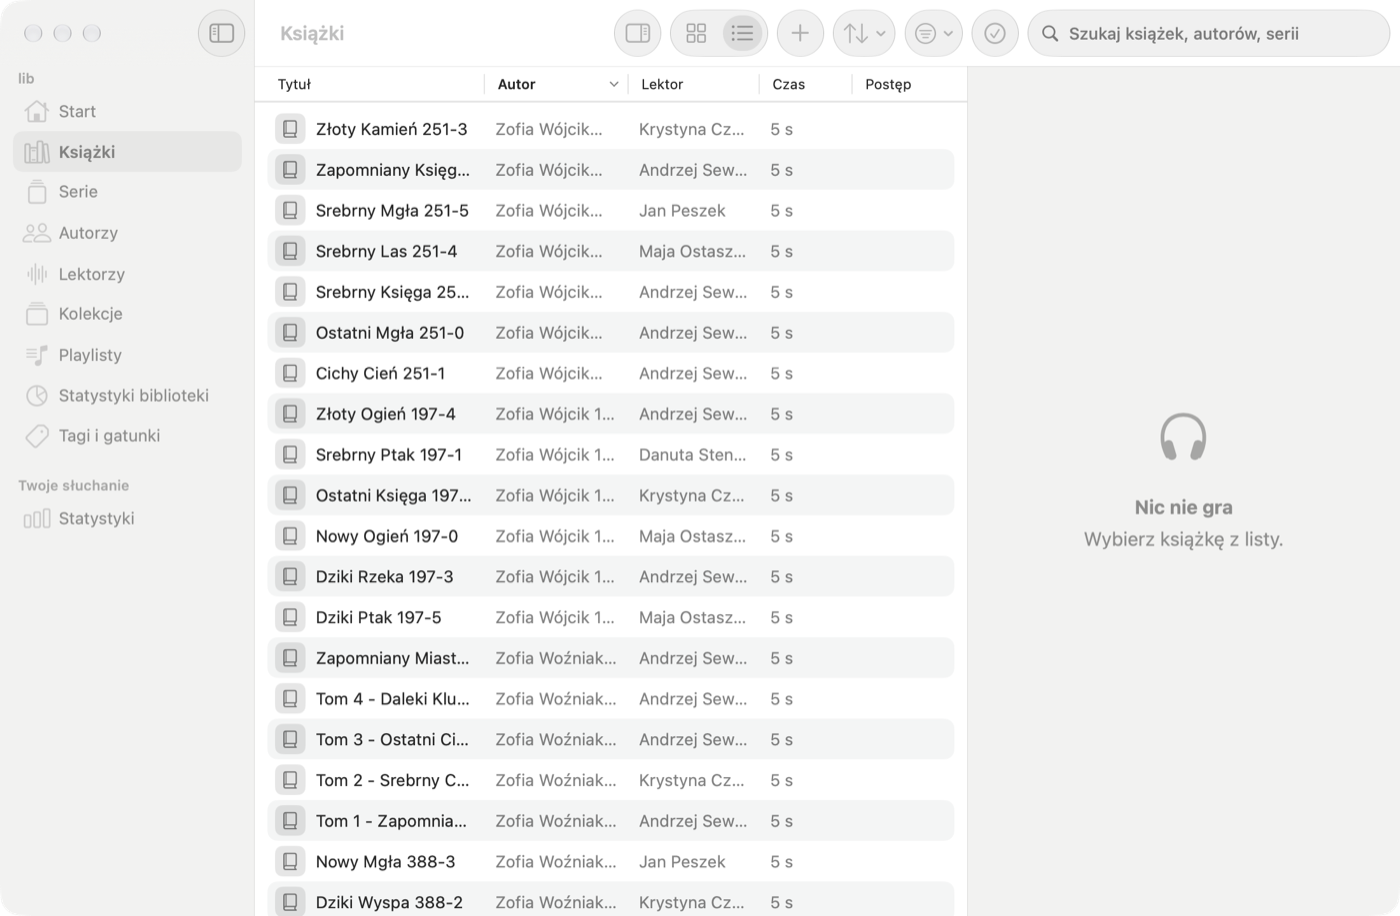 Książki
Szukaj książek, autorów, serii
lib
Start
Książki
Serie
Autorzy
Lektorzy
Kolekcje
Playlisty
Statystyki biblioteki
Tagi i gatunki
Twoje słuchanie
Statystyki
Tytuł Autor Lektor Czas Postęp
Złoty Kamień 251-3 Zofia Wójcik... Krystyna Cz... 5 s
Zapomniany Księg... Zofia Wójcik... Andrzej Sew... 5 s
Srebrny Mgła 251-5 Zofia Wójcik... Jan Peszek 5 s
Srebrny Las 251-4 Zofia Wójcik... Maja Ostasz... 5 s
Srebrny Księga 25... Zofia Wójcik... Andrzej Sew... 5 s
Ostatni Mgła 251-0 Zofia Wójcik... Andrzej Sew... 5 s
Cichy Cień 251-1 Zofia Wójcik... Andrzej Sew... 5 s
Złoty Ogień 197-4 Zofia Wójcik 1... Andrzej Sew... 5 s
Srebrny Ptak 197-1 Zofia Wójcik 1... Danuta Sten... 5 s
Ostatni Księga 197... Zofia Wójcik 1... Krystyna Cz... 5 s
Nowy Ogień 197-0 Zofia Wójcik 1... Maja Ostasz... 5 s
Dziki Rzeka 197-3 Zofia Wójcik 1... Andrzej Sew... 5 s
Dziki Ptak 197-5 Zofia Wójcik 1... Maja Ostasz... 5 s
Zapomniany Miast... Zofia Woźniak... Andrzej Sew... 5 s
Tom 4 - Daleki Klu... Zofia Woźniak... Andrzej Sew... 5 s
Tom 3 - Ostatni Ci... Zofia Woźniak... Andrzej Sew... 5 s
Tom 2 - Srebrny C... Zofia Woźniak... Krystyna Cz... 5 s
Tom 1 - Zapomnia... Zofia Woźniak... Andrzej Sew... 5 s
Nowy Mgła 388-3 Zofia Woźniak... Jan Peszek 5 s
Dziki Wyspa 388-2 Zofia Woźniak... Krystyna Cz... 5 s
Nic nie gra
Wybierz książkę z listy.